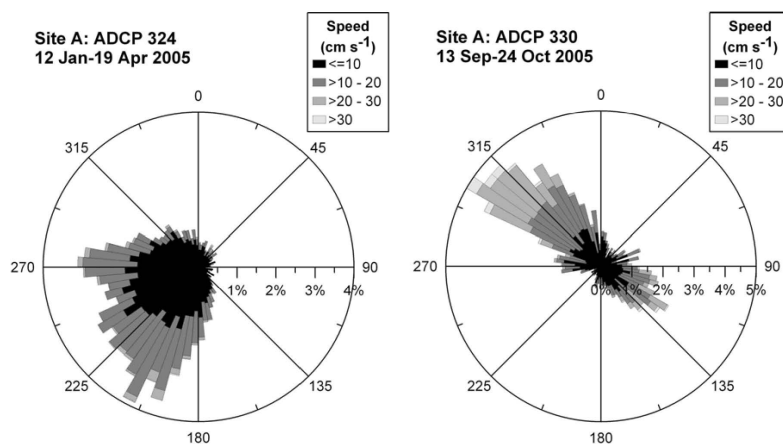 Site A: ADCP 324
12 Jan-19 Apr 2005
Speed
(cm s-1)
<=10
>10 - 20
>20 - 30
>30
0
45
90
135
180
225
270
315
1%
2%
3%
4%
Site A: ADCP 330
13 Sep-24 Oct 2005
Speed
(cm s-1)
<=10
>10 - 20
>20 - 30
>30
0
45
90
135
180
225
270
315
0%
1%
2%
3%
4%
5%